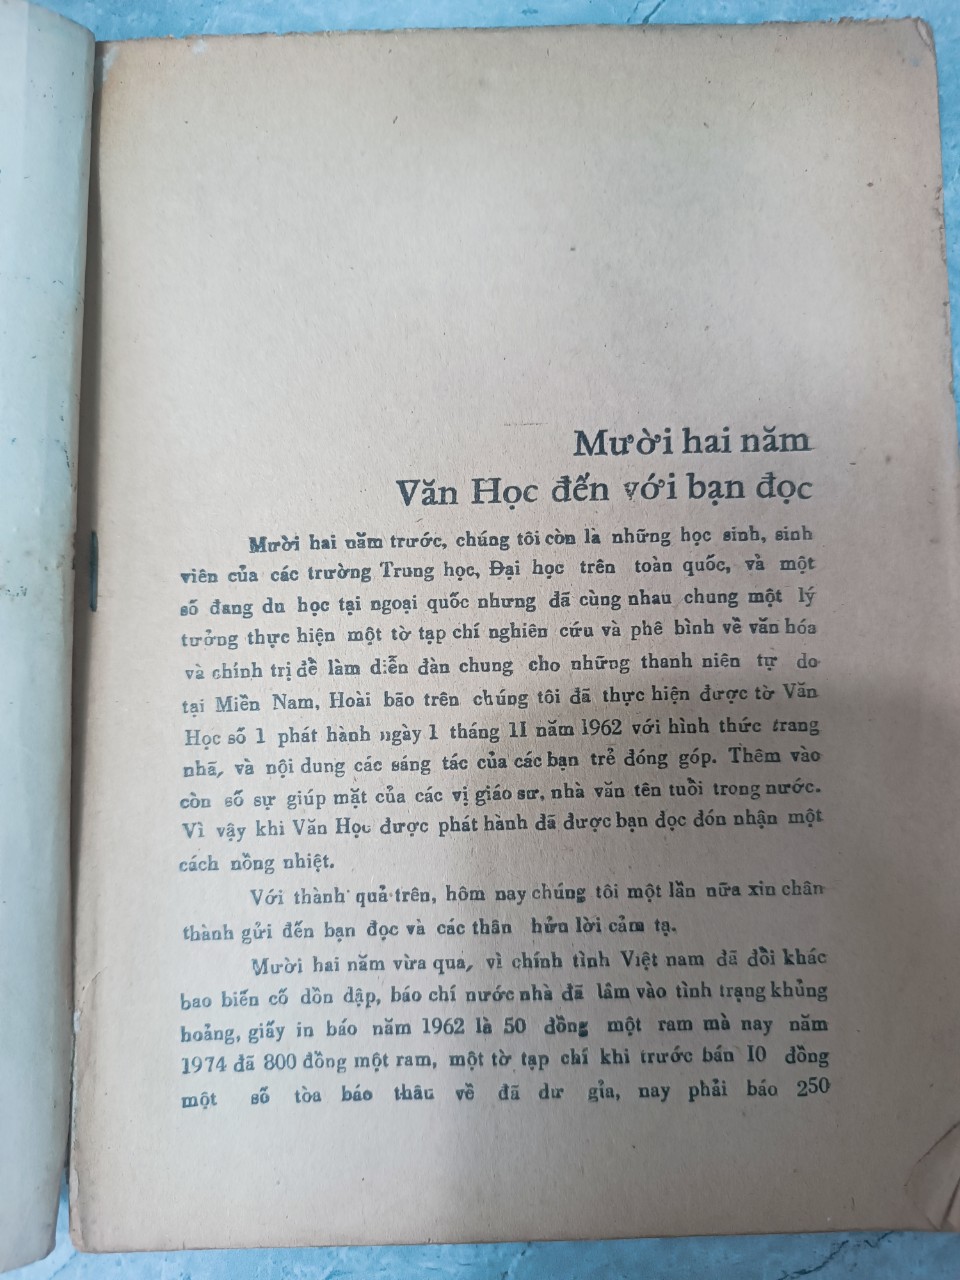 Mười hai năm
Văn Học đến với bạn đọc
Mười hai năm trước, chúng tôi còn là những học sinh, sinh
viên của các trường Trung học, Đại học trên toàn quốc, và một
số đang du học tại ngoại quốc nhưng đã cùng nhau chung một lý
tưởng thực hiện một tờ tạp chí nghiên cứu và phê bình về văn hóa
và chính trị để làm diễn đàn chung cho những thanh niên tự do
tại Miền Nam, Hoài bão trên chúng tôi đã thực hiện được tờ Văn
Học số 1 phát hành ngày 1 tháng 11 năm 1962 với hình thức trang
nhã, và nội dung các sáng tác của các bạn trẻ đóng góp. Thêm vào
còn số sự giúp mặt của các vị giáo sư, nhà văn tên tuổi trong nước.
Vì vậy khi Văn Học được phát hành đã được bạn đọc đón nhận một
cách nồng nhiệt.
Với thành quả trên, hôm nay chúng tôi một lần nữa xin chân
thành gửi đến bạn đọc và các thân hửu lời cảm tạ.
Mười hai năm vừa qua, vì chính tình Việt nam đã đổi khác
bao biến cố dồn dập, báo chí nước nhà đã lâm vào tình trạng khủng
hoảng, giấy in báo năm 1962 là 50 đồng một ram mà nay năm
1974 đã 800 đồng một ram, một tờ tạp chí khi trước bán 10 đồng
một số tòa báo thâu về đã dư gỉa, nay phải báo 250